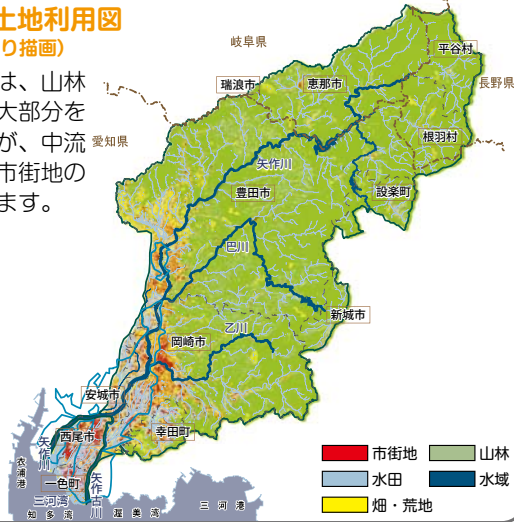 土地利用図
り描画）
は、山林
大部分を
が、中流
市街地の
ます。
岐阜県
長野県
愛知県
平谷村
恵那市
瑞浪市
根羽村
矢作川
豊田市
設楽町
巴川
新城市
乙川
岡崎市
安城市
西尾市
幸田町
矢作川
一色町
矢作古川
衣浦港
三河湾
知多湾
渥美湾
三河港
市街地
山林
水田
水域
畑・荒地